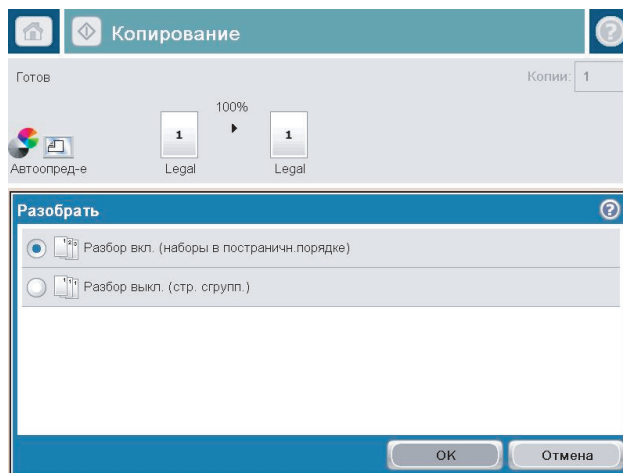 Копирование
Готов
Копии: 1
100%
1
1
Автоопред-е
Legal
Legal
Разобрать
Разбор вкл. (наборы в постраничн.порядке)
Разбор выкл. (стр. сгрупп.)
OK
Отмена